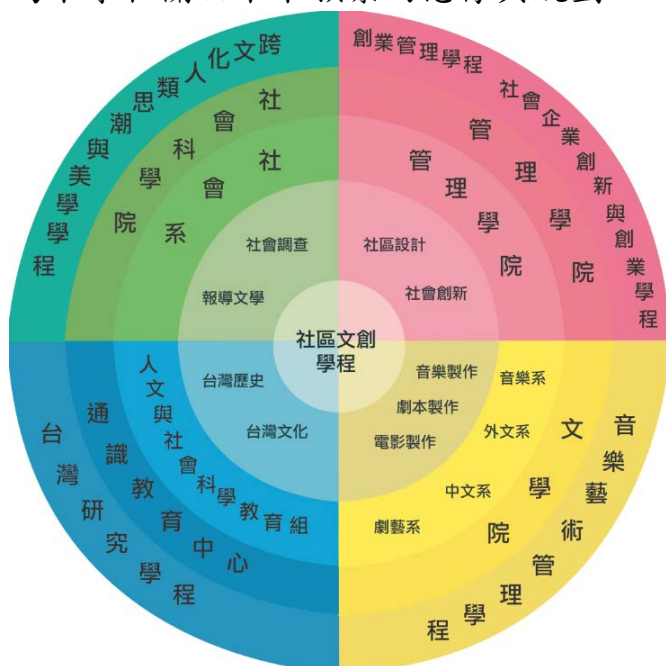 跨文化人類思潮與美學學程
社會科學院
社會系
社會調查
報導文學
創業管理學程
社會企業創新與創業學程
管理學院
管理學院
社區設計
社會創新
社區文創
學程
台灣歷史
台灣文化
人文與社會科學教育組
通識教育中心
台灣研究學程
音樂製作
劇本製作
電影製作
音樂系
外文系
中文系
劇藝系
文學院
音樂藝術管理學程